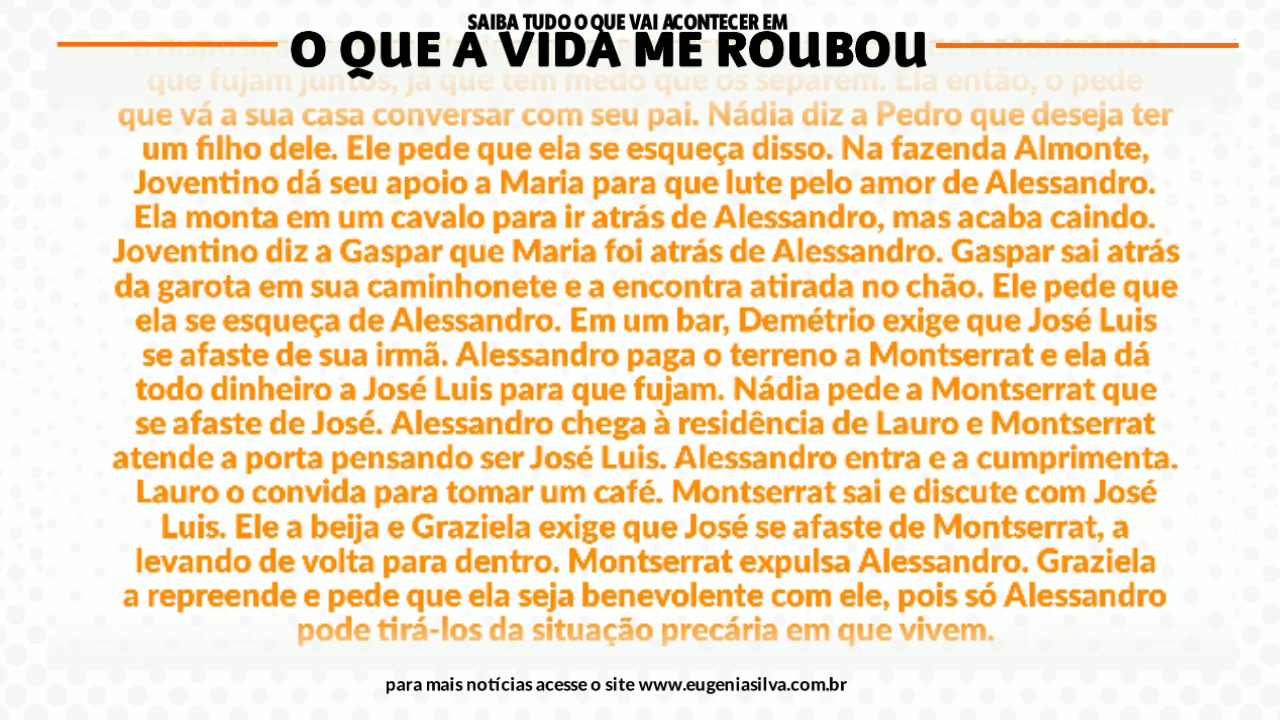 SAIBA TUDO O QUE VAI ACONTECER EM
O QUE A VIDA ME ROUBOU
que fujam juntos, já que tem medo que os separem. Ela então, o pede
que vá a sua casa conversar com seu pai. Nádia diz a Pedro que deseja ter
um filho dele. Ele pede que ela se esqueça disso. Na fazenda Almonte,
Joventino dá seu apoio a Maria para que lute pelo amor de Alessandro.
Ela monta em um cavalo para ir atrás de Alessandro, mas acaba caindo.
Joventino diz a Gaspar que Maria foi atrás de Alessandro. Gaspar sai atrás
da garota em sua caminhonete e a encontra atirada no chão. Ele pede que
ela se esqueça de Alessandro. Em um bar, Demétrio exige que José Luis
se afaste de sua irmã. Alessandro paga o terreno a Montserrat e ela dá
todo dinheiro a José Luis para que fujam. Nádia pede a Montserrat que
se afaste de José. Alessandro chega à residência de Lauro e Montserrat
atende a porta pensando ser José Luis. Alessandro entra e a cumprimenta.
Lauro o convida para tomar um café. Montserrat sai e discute com José
Luis. Ele a beija e Graziela exige que José se afaste de Montserrat, a
levando de volta para dentro. Montserrat expulsa Alessandro. Graziela
a repreende e pede que ela seja benevolente com ele, pois só Alessandro
pode tirá-los da situação precária em que vivem.
para mais notícias acesse o site www.eugeniasilva.com.br